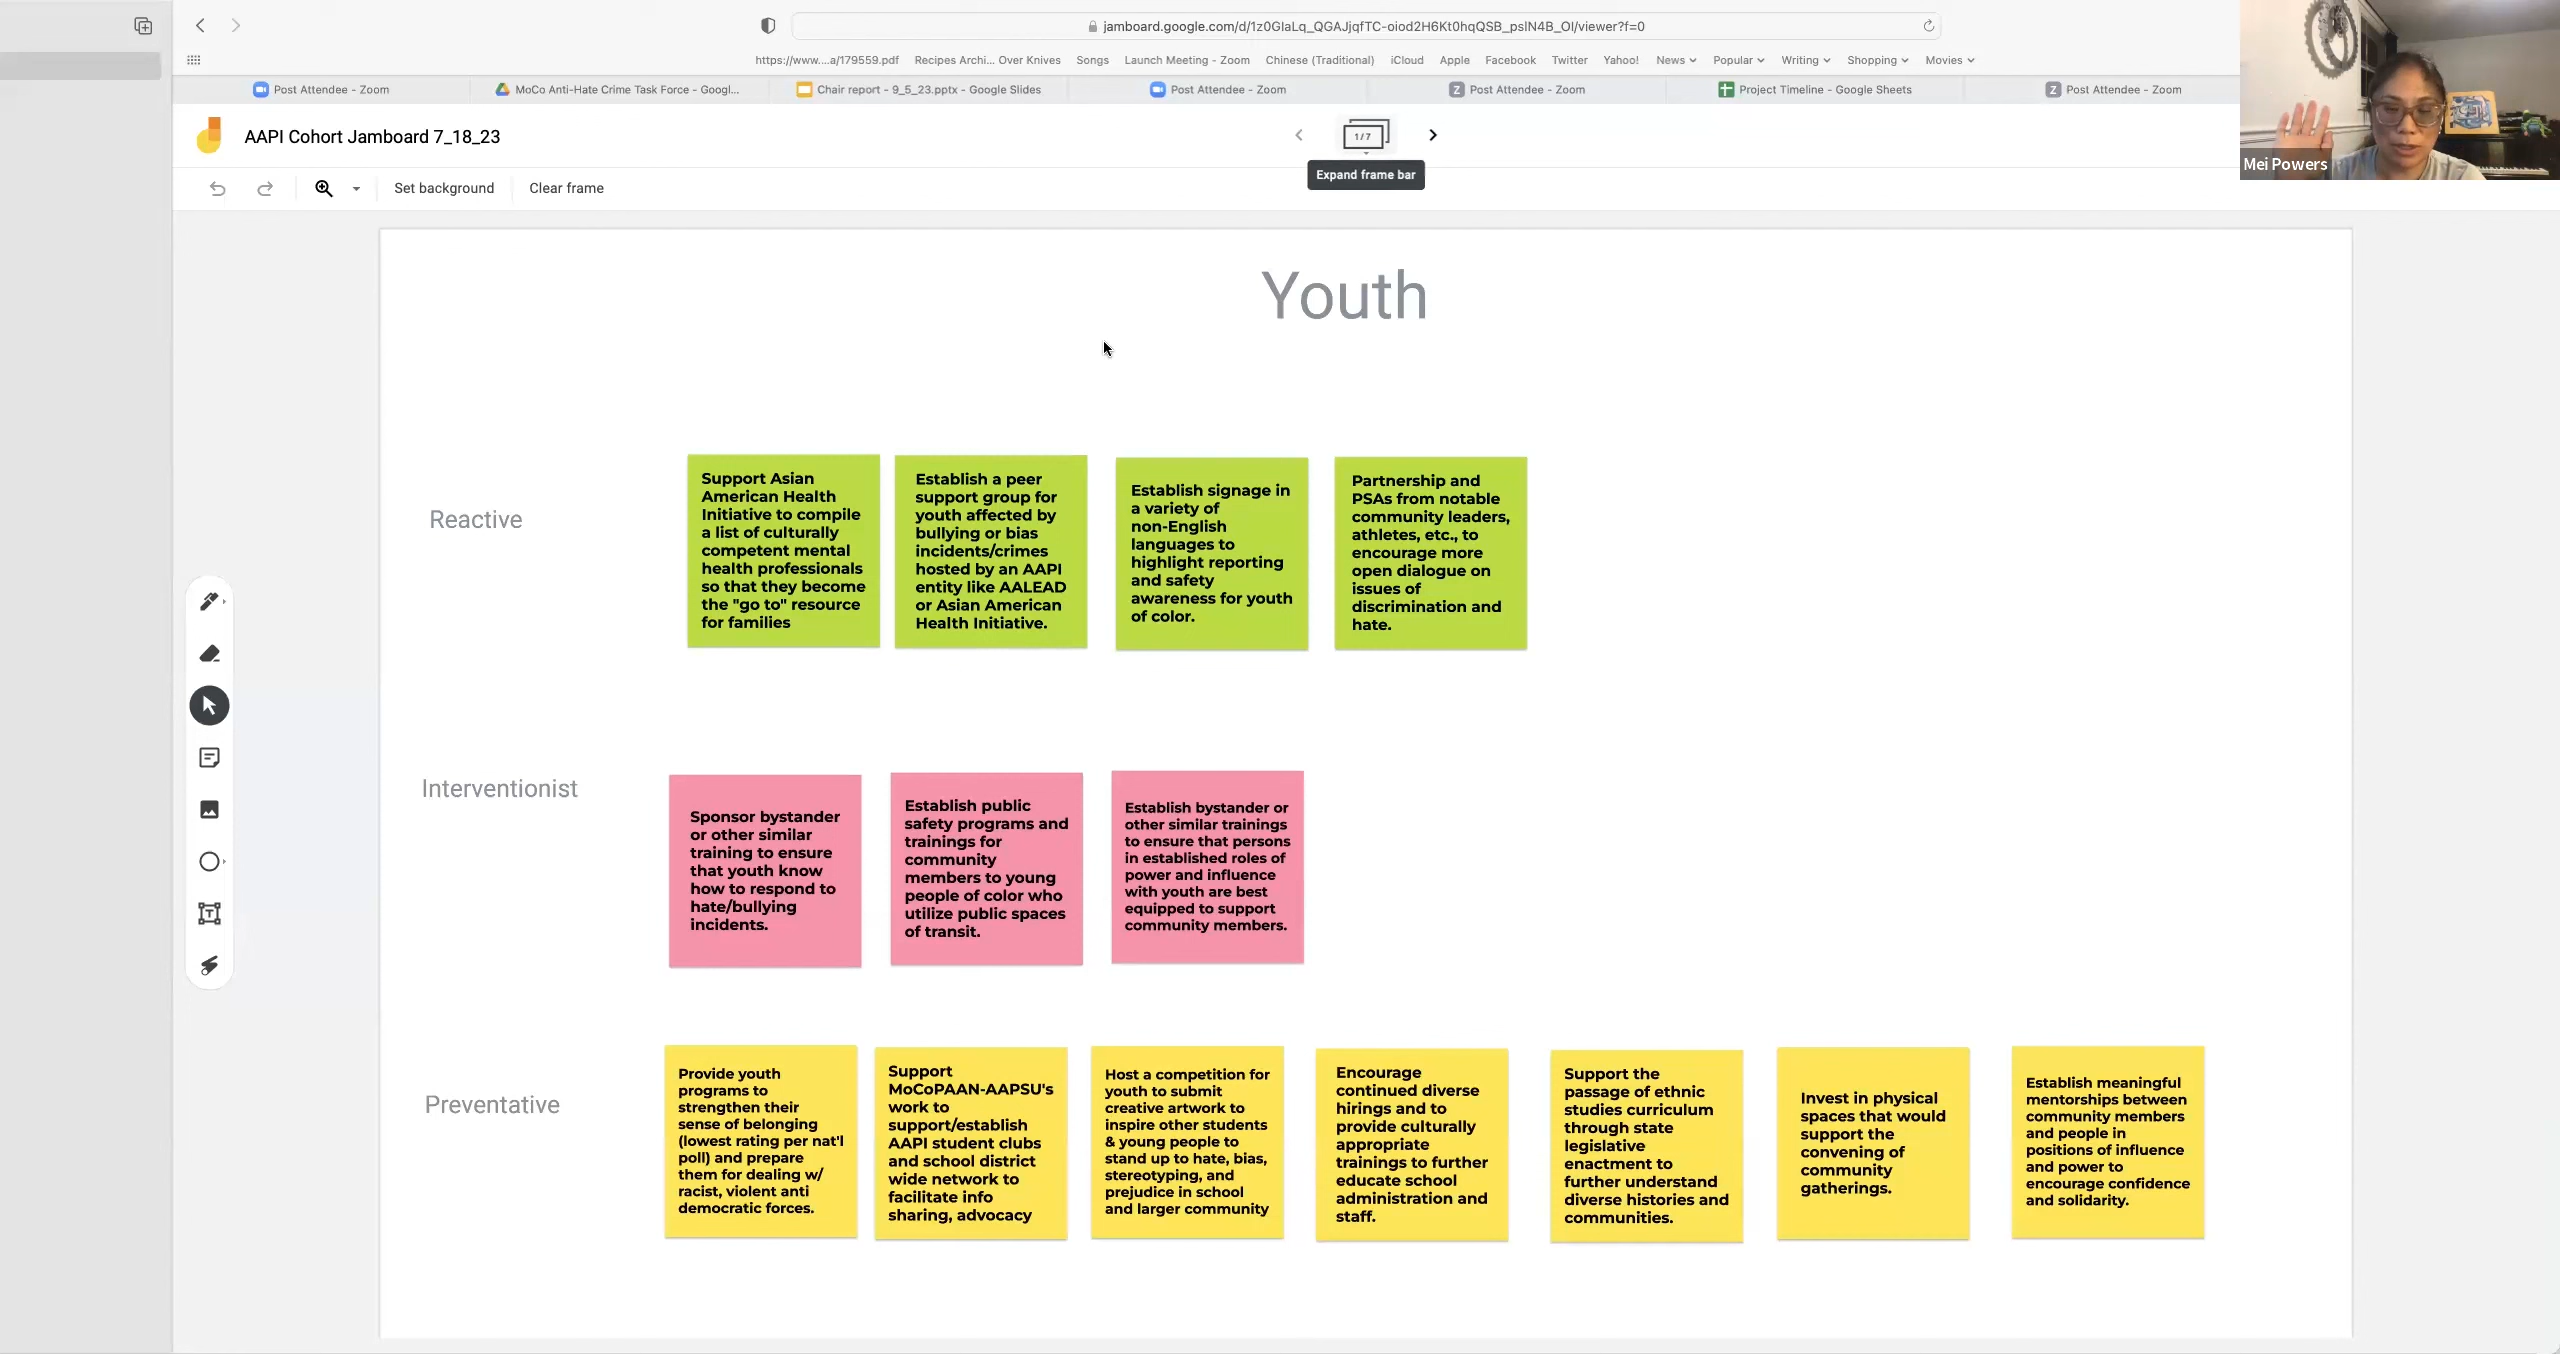 jamboard.google.com/d/1z0GlaLq_QGAJjqfTC-oiod2H6Kt0hqQSB_pslN4B_OI/viewer?f=0
https://www....a/179559.pdf Recipes Archi... Over Knives Songs Launch Meeting - Zoom Chinese (Traditional) iCloud Apple Facebook Twitter Yahoo! News Popular Writing Shopping Movies
Post Attendee - Zoom MoCo Anti-Hate Crime Task Force - Googl... Chair report - 9_5_23.pptx - Google Slides Post Attendee - Zoom Z Post Attendee - Zoom Project Timeline - Google Sheets Z Post Attendee - Zoom
AAPI Cohort Jamboard 7_18_23
1/7
Mei Powers
Expand frame bar
Set background Clear frame
Youth
Reactive
Support Asian
American Health
Initiative to compile
a list of culturally
competent mental
health professionals
so that they become
the "go to" resource
for families
Establish a peer
support group for
youth affected by
bullying or bias
incidents/crimes
hosted by an AAPI
entity like AALEAD
or Asian American
Health Initiative.
Establish signage in
a variety of
non-English
languages to
highlight reporting
and safety
awareness for youth
of color.
Partnership and
PSAs from notable
community leaders,
athletes, etc., to
encourage more
open dialogue on
issues of
discrimination and
hate.
Interventionist
Sponsor bystander
or other similar
training to ensure
that youth know
how to respond to
hate/bullying
incidents.
Establish public
safety programs and
trainings for
community
members to young
people of color who
utilize public spaces
of transit.
Establish bystander or
other similar trainings
to ensure that persons
in established roles of
power and influence
with youth are best
equipped to support
community members.
Preventative
Provide youth
programs to
strengthen their
sense of belonging
(lowest rating per nat'l
poll) and prepare
them for dealing w/
racist, violent anti
democratic forces.
Support
MoCoPAAN-AAPSU's
work to
support/establish
AAPI student clubs
and school district
wide network to
facilitate info
sharing, advocacy
Host a competition for
youth to submit
creative artwork to
inspire other students
& young people to
stand up to hate, bias,
stereotyping, and
prejudice in school
and larger community
Encourage
continued diverse
hirings and to
provide culturally
appropriate
trainings to further
educate school
administration and
staff.
Support the
passage of ethnic
studies curriculum
through state
legislative
enactment to
further understand
diverse histories and
communities.
Invest in physical
spaces that would
support the
convening of
community
gatherings.
Establish meaningful
mentorships between
community members
and people in
positions of influence
and power to
encourage confidence
and solidarity.